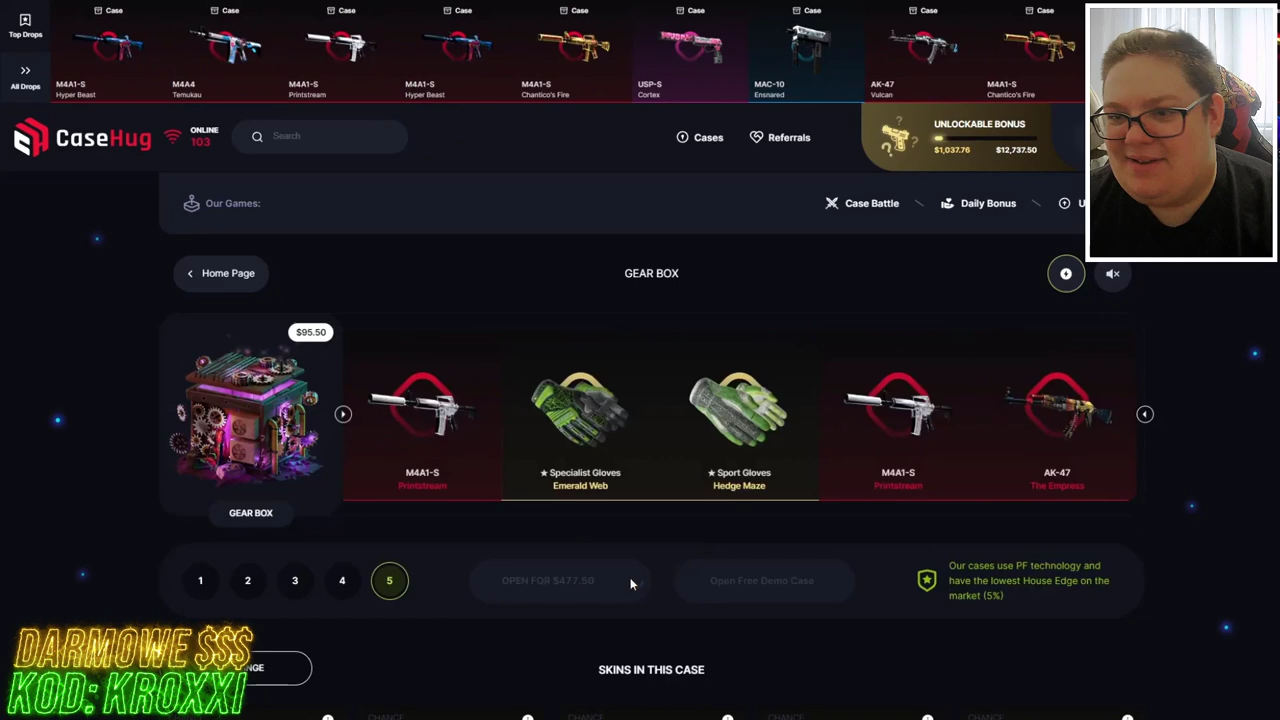 Top Drops
All Drops
Case
M4A1-S
Hyper Beast
Case
M4A4
Temukau
Case
M4A1-S
Printstream
Case
M4A1-S
Hyper Beast
Case
M4A1-S
Chantico's Fire
Case
USP-S
Cortex
Case
MAC-10
Ensnared
Case
AK-47
Vulcan
Case
M4A1-S
Chantico's Fire
CaseHug
ONLINE
103
Search
Cases
Referrals
UNLOCKABLE BONUS
$1,037.76 $12,737.50
Our Games:
Case Battle
Daily Bonus
Home Page
GEAR BOX
$95.50
GEAR BOX
M4A1-S
Printstream
★ Specialist Gloves
Emerald Web
★ Sport Gloves
Hedge Maze
M4A1-S
Printstream
AK-47
The Empress
1 2 3 4 5
OPEN FOR $477.50
Open Free Demo Case
Our cases use PF technology and
have the lowest House Edge on the
market (5%)
DARMOWE $$$
KOD: KROXXI
SKINS IN THIS CASE
CHANCE
CHANCE
CHANCE
CHANCE